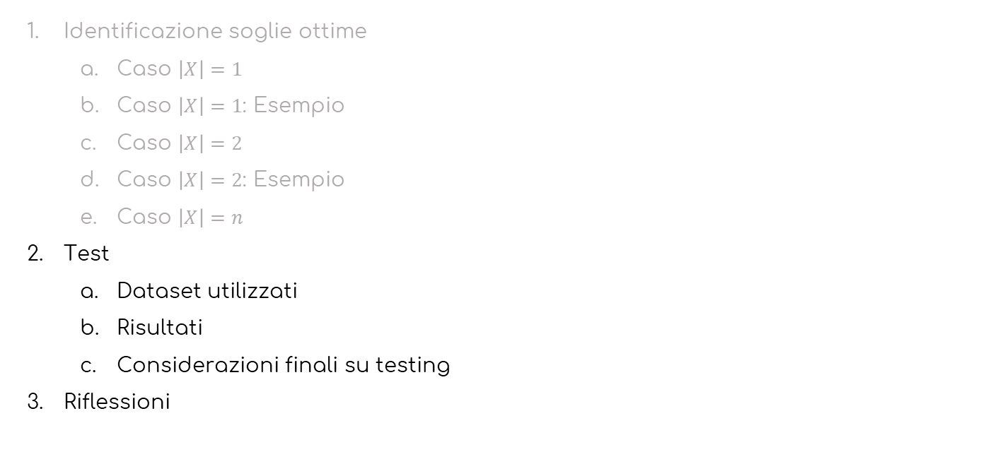 1. Identificazione soglie ottime
a. Caso |X| = 1
b. Caso |X| = 1: Esempio
c. Caso |X| = 2
d. Caso |X| = 2: Esempio
e. Caso |X| = n
2. Test
a. Dataset utilizzati
b. Risultati
c. Considerazioni finali su testing
3. Riflessioni